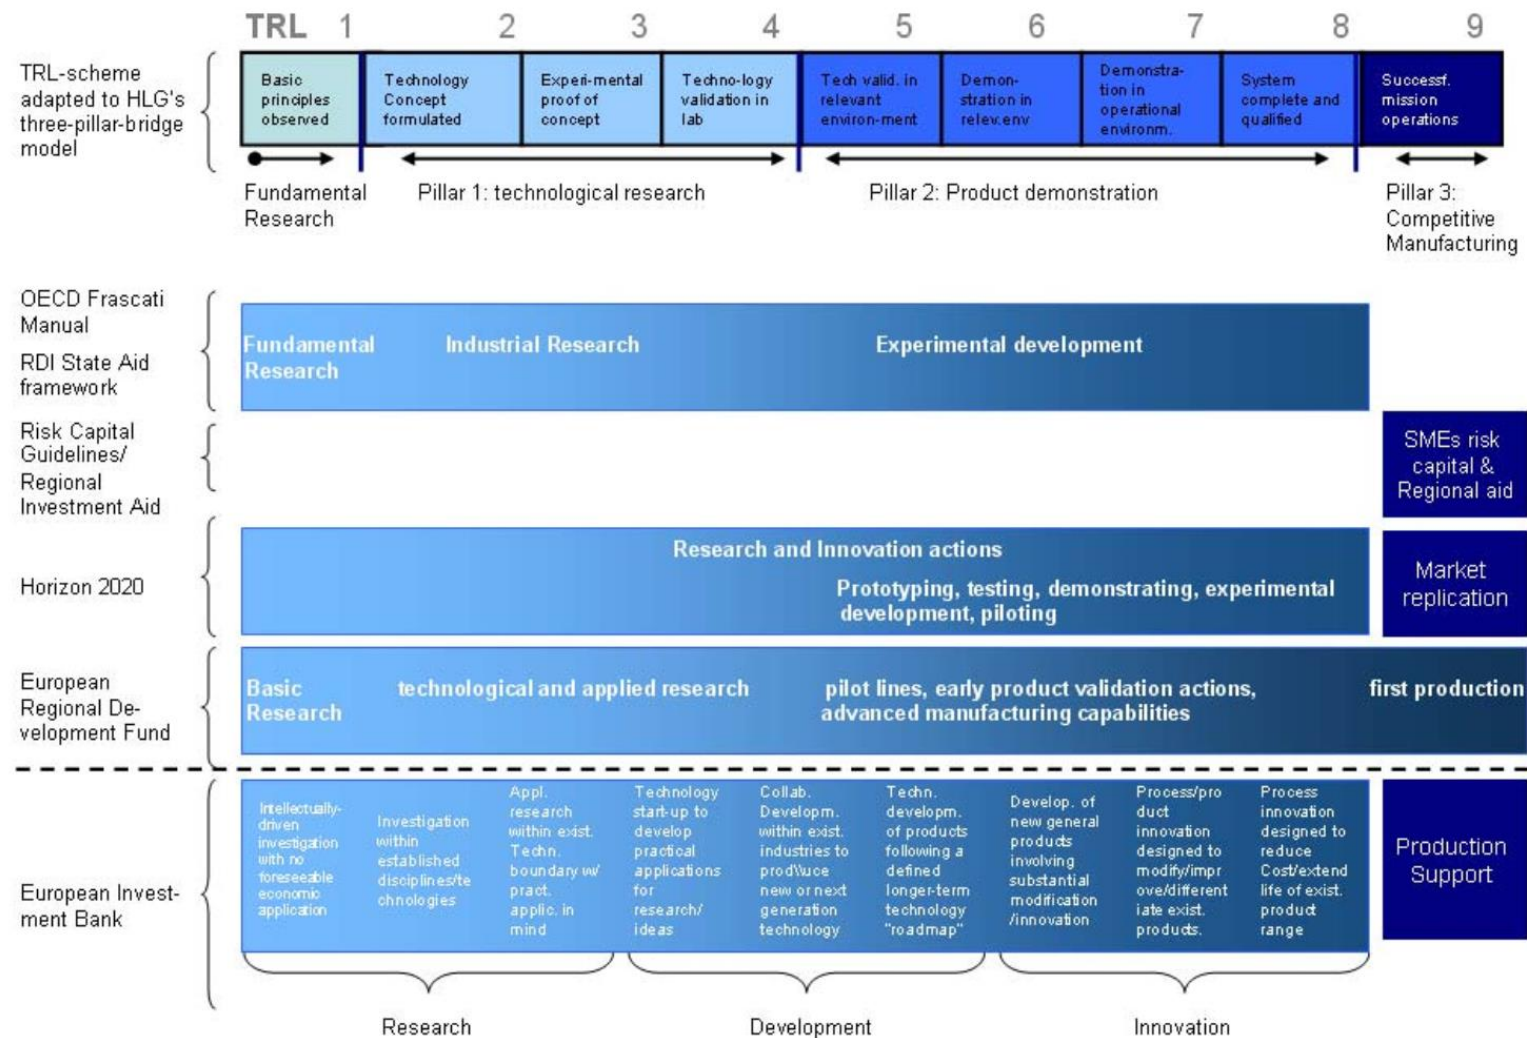 TRL 1 2 3 4 5 6 7 8 9
TRL-scheme
adapted to HLG's
three-pillar-bridge
model
Basic
principles
observed
Technology
Concept
formulated
Experi-mental
proof of
concept
Techno-logy
validation in
lab
Tech valid. in
relevant
environ-ment
Demon-
stration in
relev.env
Demonstra-
tion in
operational
environm.
System
complete and
qualified
Successf.
mission
operations
Fundamental
Research
Pillar 1: technological research
Pillar 2: Product demonstration
Pillar 3:
Competitive
Manufacturing
OECD Frascati
Manual
RDI State Aid
framework
Fundamental
Research
Industrial Research
Experimental development
Risk Capital
Guidelines/
Regional
Investment Aid
SMEs risk
capital &
Regional aid
Horizon 2020
Research and Innovation actions
Prototyping, testing, demonstrating, experimental
development, piloting
Market
replication
European
Regional De-
velopment Fund
Basic
Research
technological and applied research
pilot lines, early product validation actions,
advanced manufacturing capabilities
first production
European Invest-
ment Bank
Intellectually-
driven
investigation
with no
foreseeable
economic
application
Investigation
within
established
disciplines/te
chnologies
Appl.
research
within exist.
Techn.
boundary w/
pract.
applic. in
mind
Technology
start-up to
develop
practical
applications
for
research/
ideas
Collab.
Developm.
within exist.
industries to
prod\\uce
new or next
generation
technology
Techn.
developm.
of products
following a
defined
longer-term
technology
"roadmap"
Develop. of
new general
products
involving
substantial
modification
/innovation
Process/pro
duct
innovation
designed to
modify/impr
ove/different
iate exist.
products.
Process
innovation
designed to
reduce
Cost/extend
life of exist.
product
range
Production
Support
Research
Development
Innovation